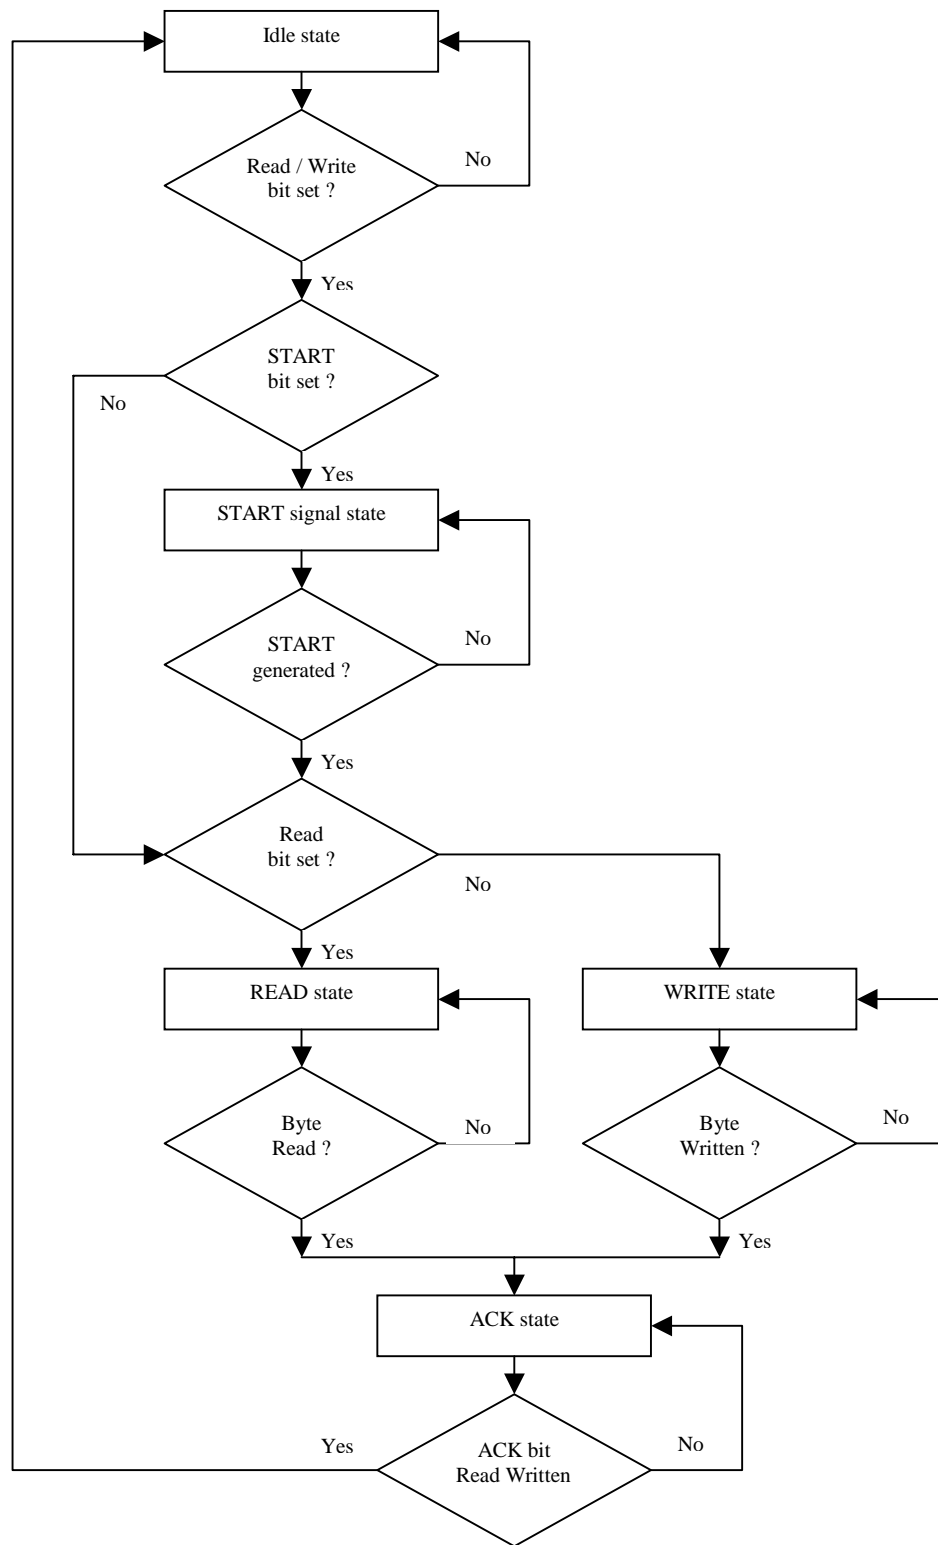 Idle state
Read / Write
bit set ?
No
Yes
START
bit set ?
No
Yes
START signal state
START
generated ?
No
Yes
Read
bit set ?
No
Yes
READ state
WRITE state
Byte
Read ?
No
Byte
Written ?
No
Yes
Yes
ACK state
Yes
ACK bit
Read Written
No